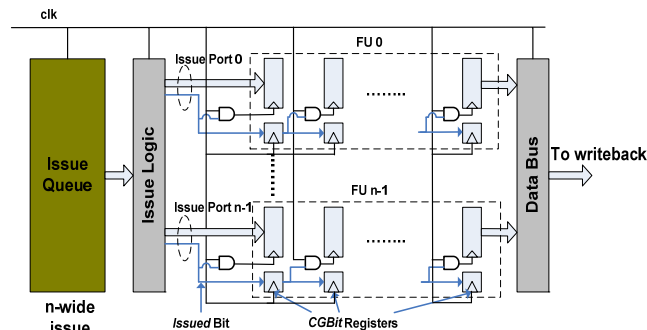 clk
FU 0
Issue Port 0
Issue
Queue
Issue Logic
........
Data Bus
To writeback
FU n-1
Issue Port n-1
........
n-wide
issue
Issued Bit
CGBit Registers